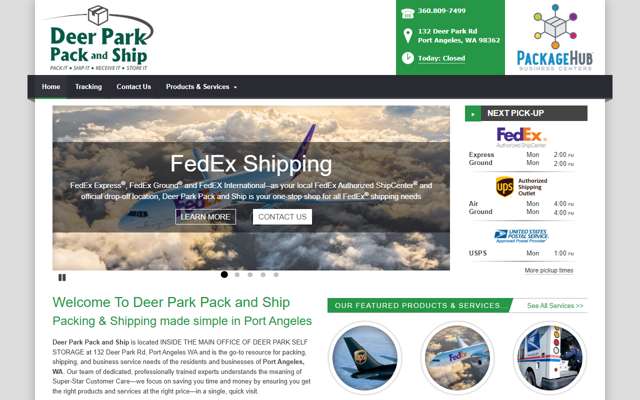 Deer Park
Pack and Ship
PACK IT • SHIP IT • RECEIVE IT • STORE IT
360.809-7499
132 Deer Park Rd
Port Angeles, WA 98362
Today: Closed
PACKAGEHUB
BUSINESS CENTERS
Home
Tracking
Contact Us
Products & Services
FedEx Shipping
FedEx Express®, FedEx Ground® and FedEx International–as your local FedEx Authorized ShipCenter® and
official drop-off location, Deer Park Pack and Ship is your one-stop shop for all FedEx® shipping needs
LEARN MORE
CONTACT US
NEXT PICK-UP
FedEx
Authorized ShipCenter
Express Mon 2:00 PM
Ground Mon 2:00 PM
ups
Authorized
Shipping
Outlet
Air Mon 4:00 PM
Ground Mon 4:00 PM
UNITED STATES
POSTAL SERVICE
Approved Postal Provider
USPS Mon 1:00 PM
More pickup times
Welcome To Deer Park Pack and Ship
Packing & Shipping made simple in Port Angeles
Deer Park Pack and Ship is located INSIDE THE MAIN OFFICE OF DEER PARK SELF
STORAGE at 132 Deer Park Rd, Port Angeles WA and is the go-to resource for packing,
shipping, and business service needs of the residents and businesses of Port Angeles,
WA. Our team of dedicated, professionally trained experts understands the meaning of
Super-Star Customer Care—we focus on saving you time and money by ensuring you get
the right products and services at the right price—in a single, quick visit.
OUR FEATURED PRODUCTS & SERVICES...
See All Services >>